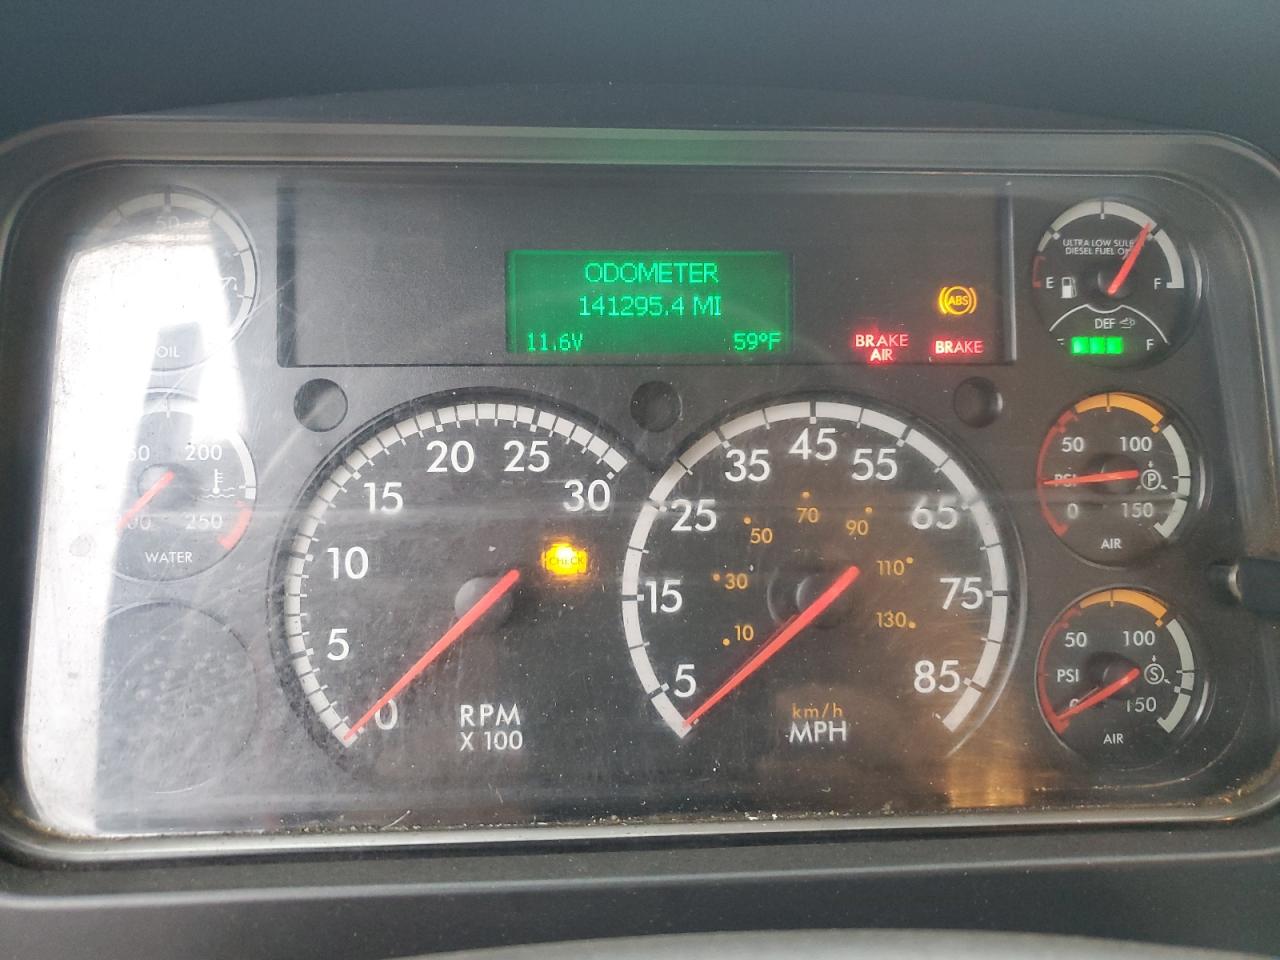 ODOMETER
141295.4 MI
11.6V 59°F
BRAKE
AIR
BRAKE
ABS
ULTRA LOW
DIESEL FUEL
E F
DEF
F
50
OIL
200
250
WATER
0 5 10 15 20 25 30
CHECK
RPM
X 100
5 15 25 35 45 55 65 75 85
10 30 50 70 90 110 130
km/h
MPH
50 100
PSI P
0 150
AIR
50 100
PSI S
150
AIR